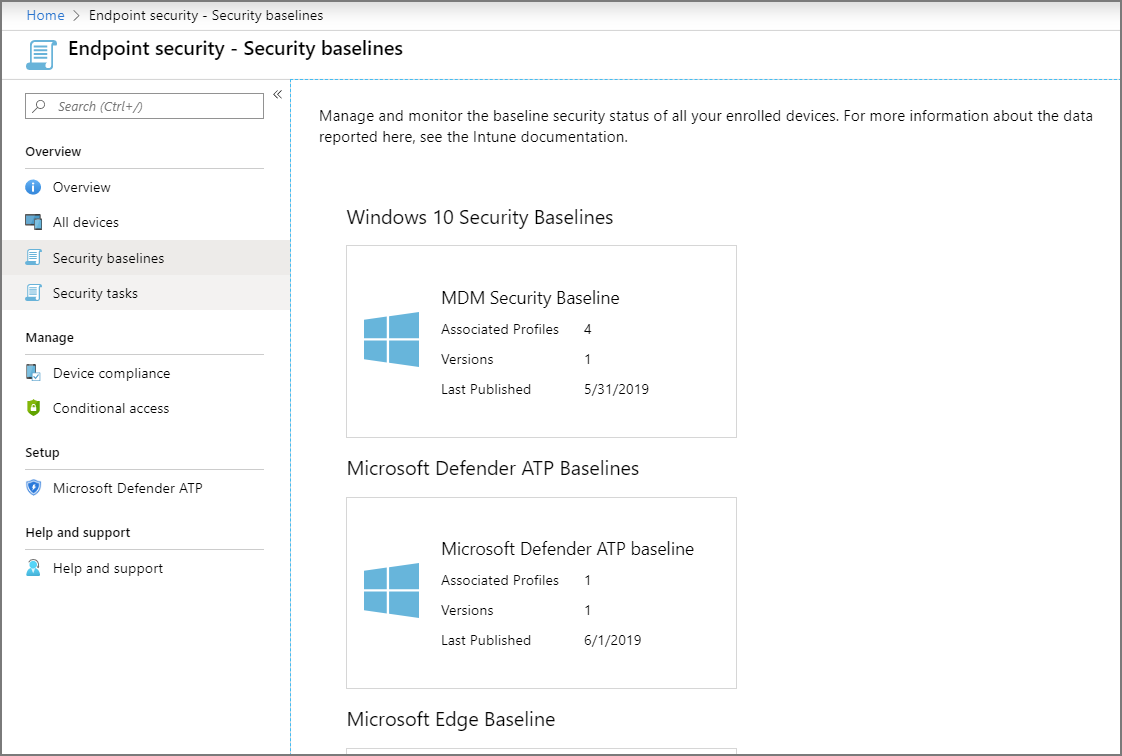 Home > Endpoint security - Security baselines
Endpoint security - Security baselines
Search (Ctrl+/)
«
Overview
Overview
All devices
Security baselines
Security tasks
Manage
Device compliance
Conditional access
Setup
Microsoft Defender ATP
Help and support
Help and support
Manage and monitor the baseline security status of all your enrolled devices. For more information about the data
reported here, see the Intune documentation.
Windows 10 Security Baselines
MDM Security Baseline
Associated Profiles 4
Versions 1
Last Published 5/31/2019
Microsoft Defender ATP Baselines
Microsoft Defender ATP baseline
Associated Profiles 1
Versions 1
Last Published 6/1/2019
Microsoft Edge Baseline